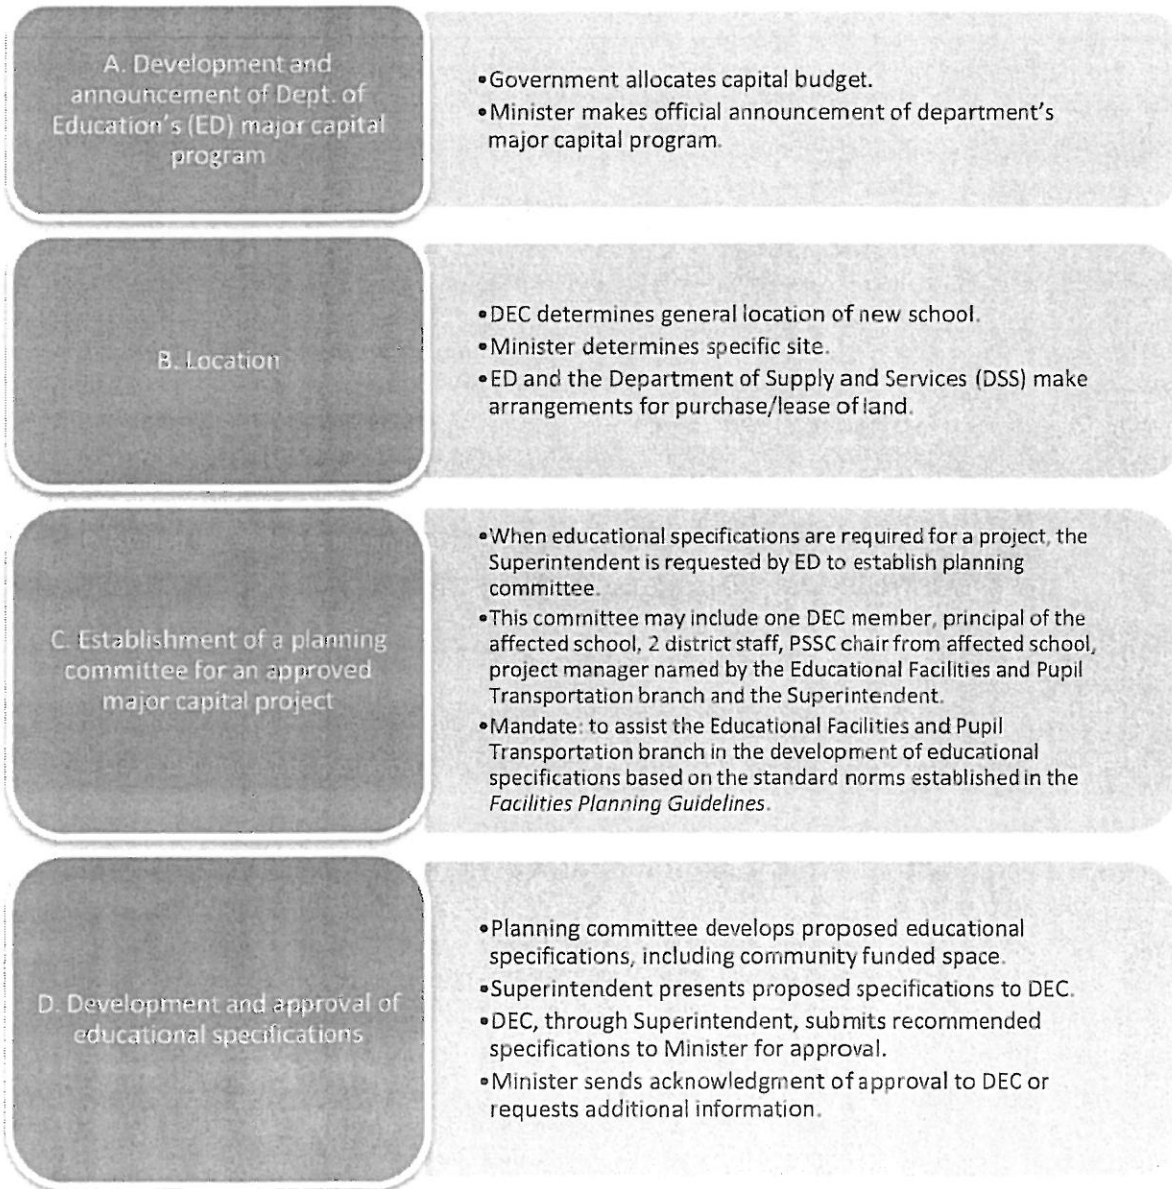 A. Development and
announcement of Dept. of
Education's (ED) major capital
program
•Government allocates capital budget.
•Minister makes official announcement of department's
major capital program.
B. Location
•DEC determines general location of new school.
•Minister determines specific site.
•ED and the Department of Supply and Services (DSS) make
arrangements for purchase/lease of land.
C. Establishment of a planning
committee for an approved
major capital project
•When educational specifications are required for a project, the
Superintendent is requested by ED to establish planning
committee.
•This committee may include one DEC member, principal of the
affected school, 2 district staff, PSSC chair from affected school,
project manager named by the Educational Facilities and Pupil
Transportation branch and the Superintendent.
•Mandate: to assist the Educational Facilities and Pupil
Transportation branch in the development of educational
specifications based on the standard norms established in the
Facilities Planning Guidelines.
D. Development and approval of
educational specifications
•Planning committee develops proposed educational
specifications, including community funded space.
•Superintendent presents proposed specifications to DEC.
•DEC, through Superintendent, submits recommended
specifications to Minister for approval.
•Minister sends acknowledgment of approval to DEC or
requests additional information.